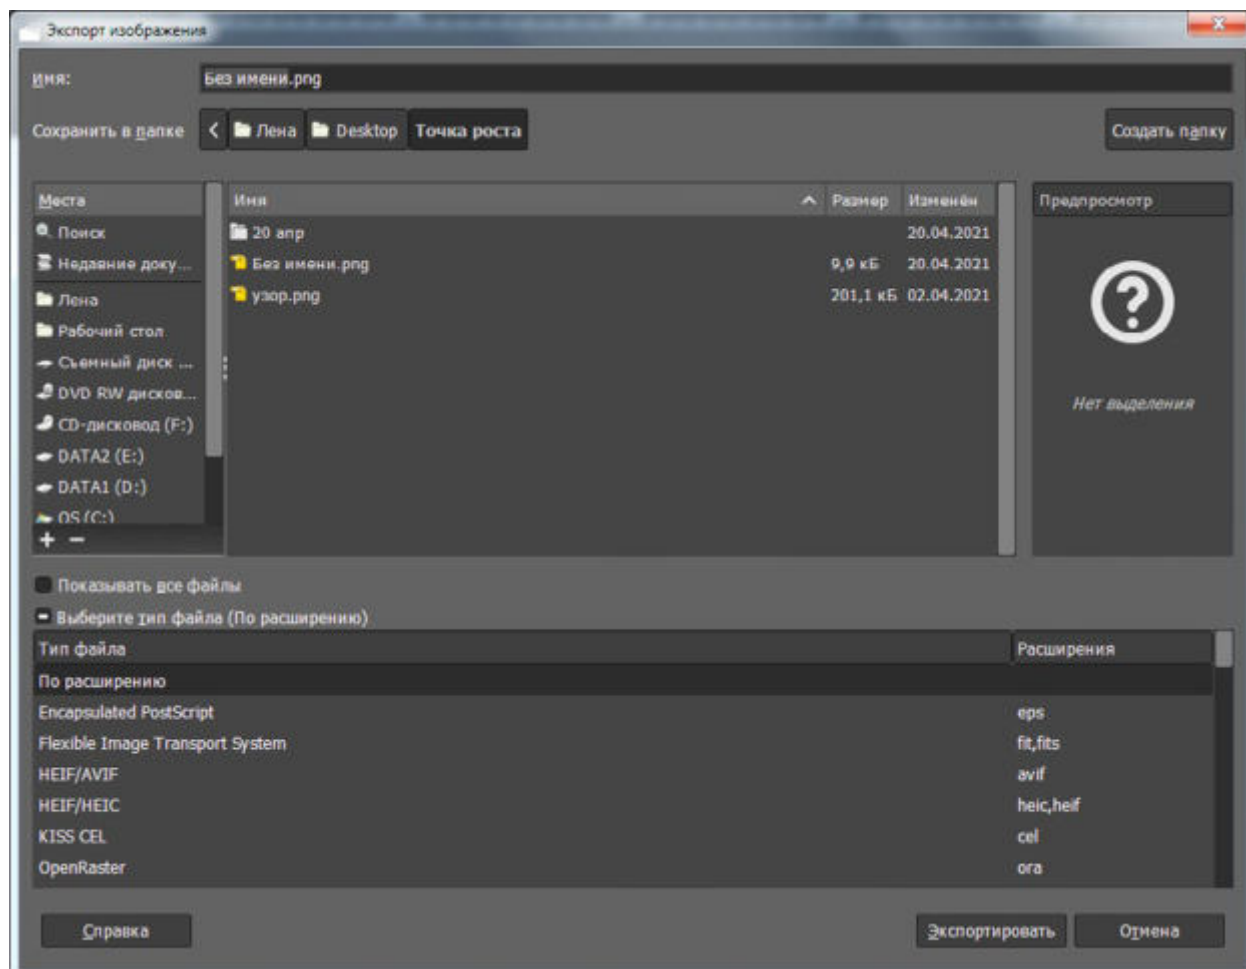 Экспорт изображения
Имя: Без имени.png
Сохранить в папке Лена Desktop Точка роста Создать папку
Места Имя Размер Изменён Предпросмотр
Поиск 20 апр 20.04.2021
Недавние доку... Без имени.png 9,9 кБ 20.04.2021
Лена узор.png 201,1 кБ 02.04.2021
Рабочий стол
Съемный диск ...
DVD RW дисков... Нет выделения
CD-дисковод (F:)
DATA2 (E:)
DATA1 (D:)
OS (C:)
Показывать все файлы
Выберите тип файла (По расширению)
Тип файла Расширения
По расширению
Encapsulated PostScript eps
Flexible Image Transport System fit,fits
HEIF/AVIF avif
HEIF/HEIC heic,heif
KISS CEL cel
OpenRaster ora
Справка Экспортировать Отмена